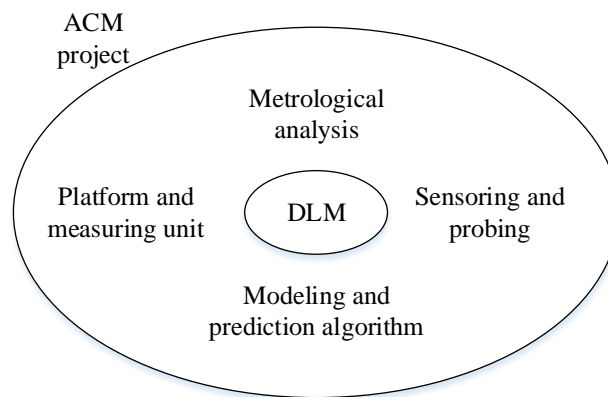 ACM
project
Metrological
analysis
Platform and
measuring unit
DLM
Sensoring and
probing
Modeling and
prediction algorithm